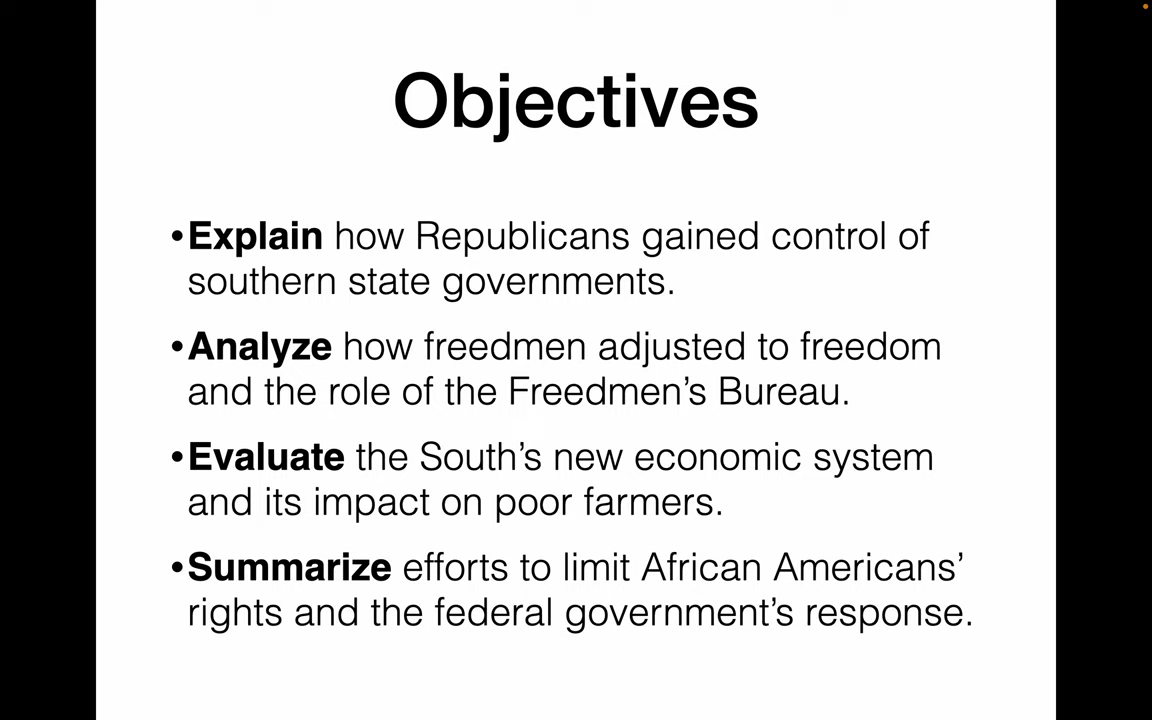 Objectives
•Explain how Republicans gained control of
southern state governments.
•Analyze how freedmen adjusted to freedom
and the role of the Freedmen’s Bureau.
•Evaluate the South’s new economic system
and its impact on poor farmers.
•Summarize efforts to limit African Americans’
rights and the federal government’s response.